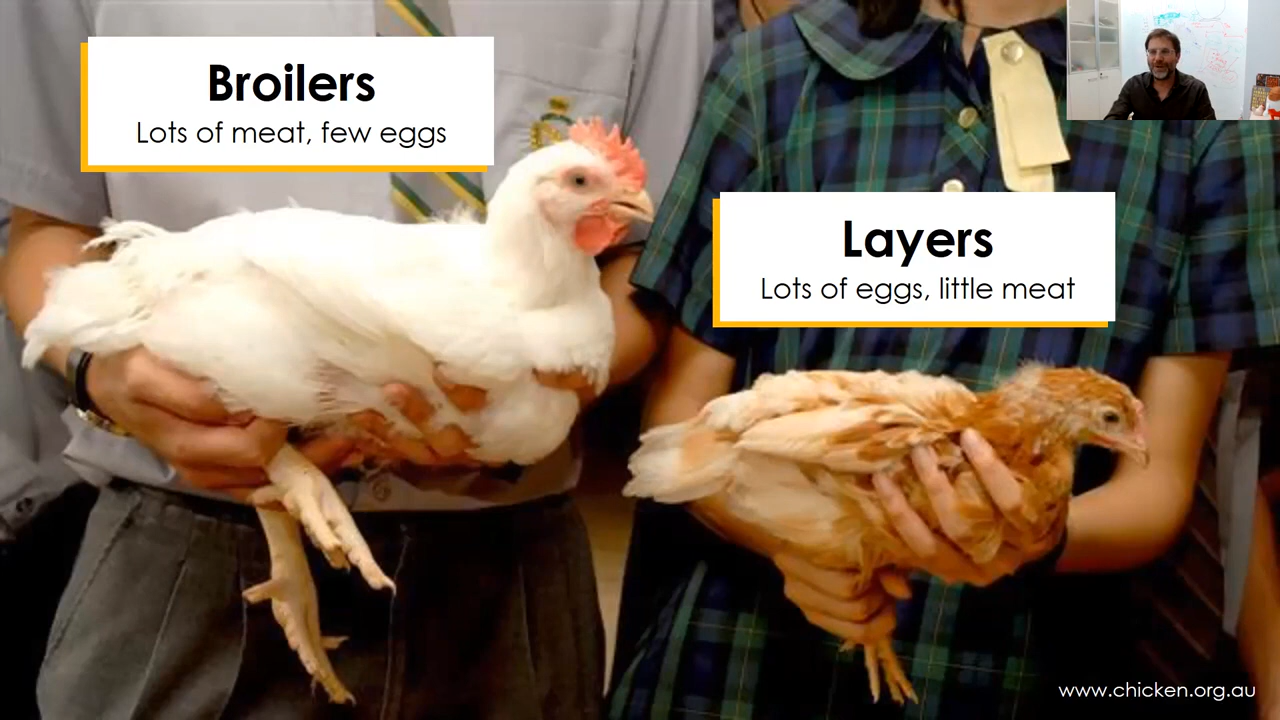 Broilers
Lots of meat, few eggs
Layers
Lots of eggs, little meat
www.chicken.org.au